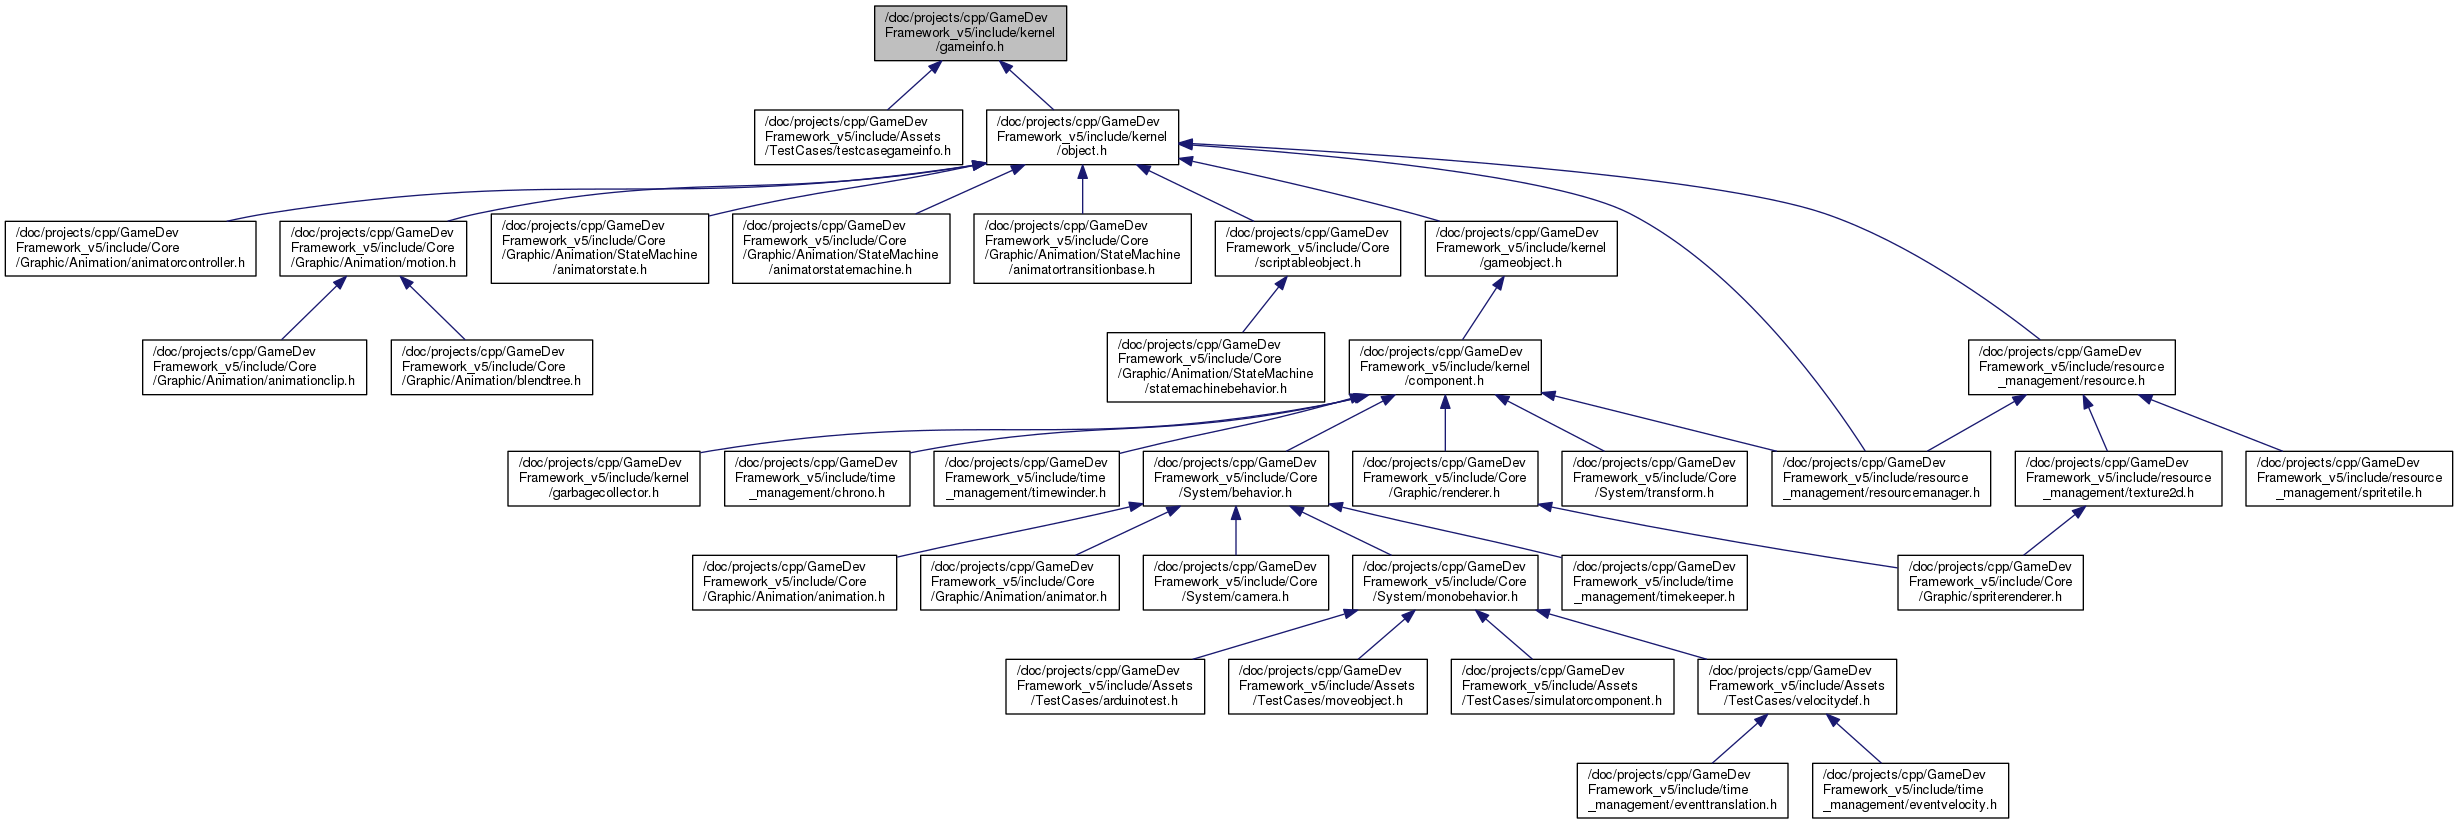 /doc/projects/cpp/GameDev
Framework_v5/include/kernel
/gameinfo.h
/doc/projects/cpp/GameDev
Framework_v5/include/Assets
/TestCases/testcasegameinfo.h
/doc/projects/cpp/GameDev
Framework_v5/include/kernel
/object.h
/doc/projects/cpp/GameDev
Framework_v5/include/Core
/Graphic/Animation/animatorcontroller.h
/doc/projects/cpp/GameDev
Framework_v5/include/Core
/Graphic/Animation/motion.h
/doc/projects/cpp/GameDev
Framework_v5/include/Core
/Graphic/Animation/StateMachine
/animatorstate.h
/doc/projects/cpp/GameDev
Framework_v5/include/Core
/Graphic/Animation/StateMachine
/animatorstatemachine.h
/doc/projects/cpp/GameDev
Framework_v5/include/Core
/Graphic/Animation/StateMachine
/animatortransitionbase.h
/doc/projects/cpp/GameDev
Framework_v5/include/Core
/scriptableobject.h
/doc/projects/cpp/GameDev
Framework_v5/include/kernel
/gameobject.h
/doc/projects/cpp/GameDev
Framework_v5/include/Core
/Graphic/Animation/animationclip.h
/doc/projects/cpp/GameDev
Framework_v5/include/Core
/Graphic/Animation/blendtree.h
/doc/projects/cpp/GameDev
Framework_v5/include/Core
/Graphic/Animation/StateMachine
/statemachinebehavior.h
/doc/projects/cpp/GameDev
Framework_v5/include/kernel
/component.h
/doc/projects/cpp/GameDev
Framework_v5/include/resource
_management/resource.h
/doc/projects/cpp/GameDev
Framework_v5/include/kernel
/garbagecollector.h
/doc/projects/cpp/GameDev
Framework_v5/include/time
_management/chrono.h
/doc/projects/cpp/GameDev
Framework_v5/include/time
_management/timewinder.h
/doc/projects/cpp/GameDev
Framework_v5/include/Core
/System/behavior.h
/doc/projects/cpp/GameDev
Framework_v5/include/Core
/Graphic/renderer.h
/doc/projects/cpp/GameDev
Framework_v5/include/Core
/System/transform.h
/doc/projects/cpp/GameDev
Framework_v5/include/resource
_management/resourcemanager.h
/doc/projects/cpp/GameDev
Framework_v5/include/resource
_management/texture2d.h
/doc/projects/cpp/GameDev
Framework_v5/include/resource
_management/spritetile.h
/doc/projects/cpp/GameDev
Framework_v5/include/Core
/Graphic/Animation/animation.h
/doc/projects/cpp/GameDev
Framework_v5/include/Core
/Graphic/Animation/animator.h
/doc/projects/cpp/GameDev
Framework_v5/include/Core
/System/camera.h
/doc/projects/cpp/GameDev
Framework_v5/include/Core
/System/monobehavior.h
/doc/projects/cpp/GameDev
Framework_v5/include/time
_management/timekeeper.h
/doc/projects/cpp/GameDev
Framework_v5/include/Core
/Graphic/spriterenderer.h
/doc/projects/cpp/GameDev
Framework_v5/include/Assets
/TestCases/arduinotest.h
/doc/projects/cpp/GameDev
Framework_v5/include/Assets
/TestCases/moveobject.h
/doc/projects/cpp/GameDev
Framework_v5/include/Assets
/TestCases/simulatorcomponent.h
/doc/projects/cpp/GameDev
Framework_v5/include/Assets
/TestCases/velocitydef.h
/doc/projects/cpp/GameDev
Framework_v5/include/time
_management/eventtranslation.h
/doc/projects/cpp/GameDev
Framework_v5/include/time
_management/eventvelocity.h